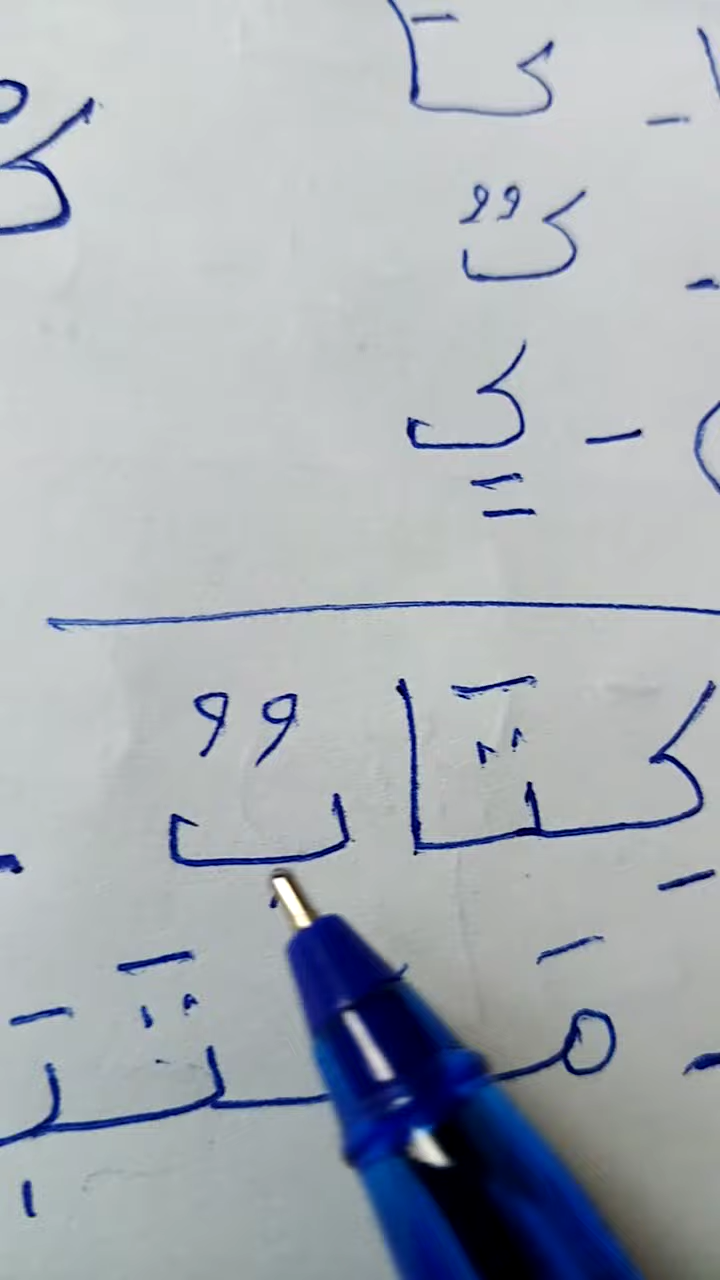 كْ
ـ كَا
ـ كٌ
ـ كٍ
كِتَابٌ